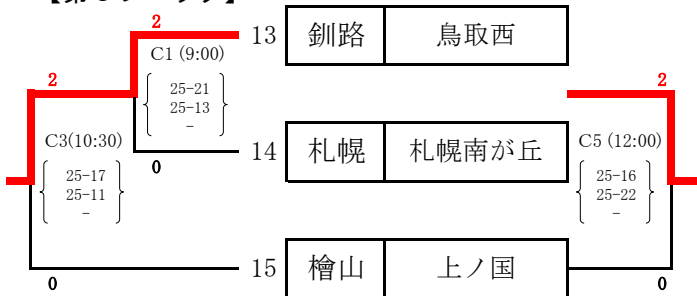 2
13 釧路 鳥取西
C1 (9:00)
2
25-21
25-13
-
2
C3(10:30)
0
14 札幌 札幌南が丘
C5 (12:00)
25-17
25-11
-
25-16
25-22
-
15 檜山 上ノ国
0
0